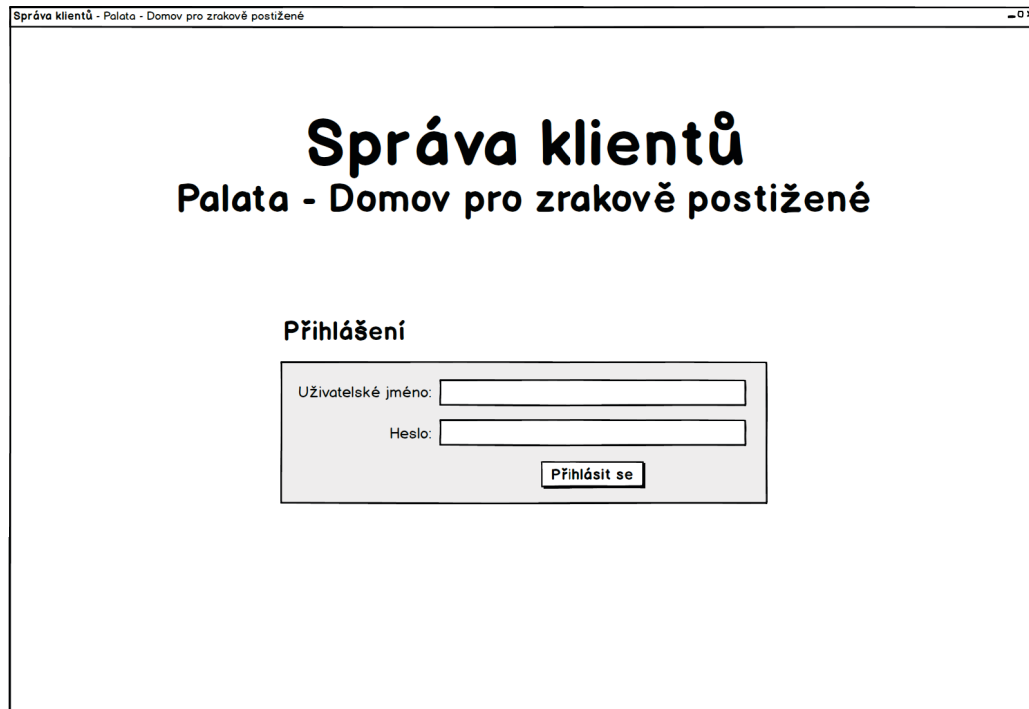 Správa klientů - Palata - Domov pro zrakově postižené
Správa klientů
Palata - Domov pro zrakově postižené
Přihlášení
Uživatelské jméno:
Heslo:
Přihlásit se